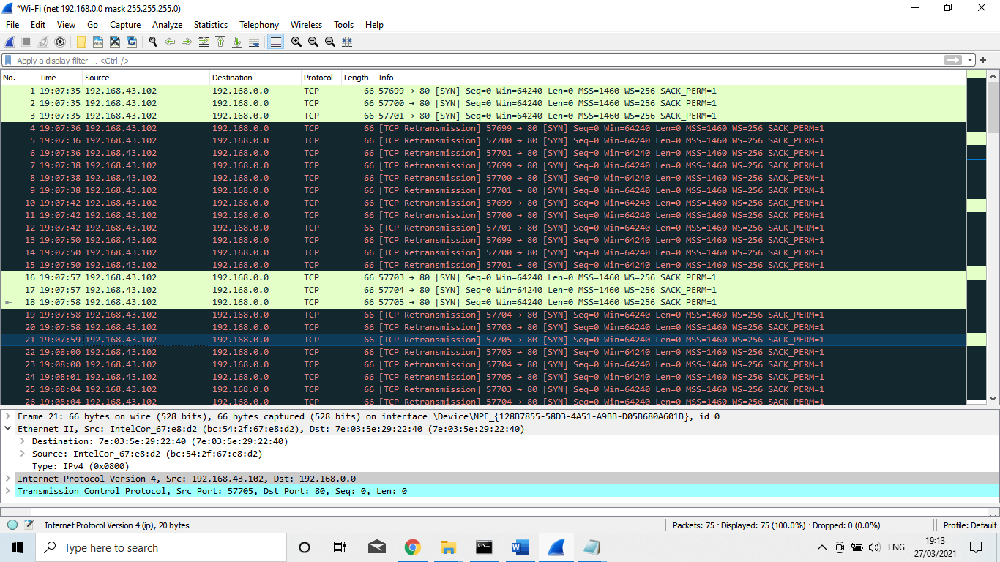 *Wi-Fi (net 192.168.0.0 mask 255.255.255.0)
File Edit View Go Capture Analyze Statistics Telephony Wireless Tools Help
Apply a display filter ... <Ctrl-/>
No. Time Source Destination Protocol Length Info
1 19:07:35 192.168.43.102 192.168.0.0 TCP 66 57699 → 80 [SYN] Seq=0 Win=64240 Len=0 MSS=1460 WS=256 SACK_PERM=1
2 19:07:35 192.168.43.102 192.168.0.0 TCP 66 57700 → 80 [SYN] Seq=0 Win=64240 Len=0 MSS=1460 WS=256 SACK_PERM=1
3 19:07:35 192.168.43.102 192.168.0.0 TCP 66 57701 → 80 [SYN] Seq=0 Win=64240 Len=0 MSS=1460 WS=256 SACK_PERM=1
4 19:07:36 192.168.43.102 192.168.0.0 TCP 66 [TCP Retransmission] 57699 → 80 [SYN] Seq=0 Win=64240 Len=0 MSS=1460 WS=256 SACK_PERM=1
5 19:07:36 192.168.43.102 192.168.0.0 TCP 66 [TCP Retransmission] 57700 → 80 [SYN] Seq=0 Win=64240 Len=0 MSS=1460 WS=256 SACK_PERM=1
6 19:07:36 192.168.43.102 192.168.0.0 TCP 66 [TCP Retransmission] 57701 → 80 [SYN] Seq=0 Win=64240 Len=0 MSS=1460 WS=256 SACK_PERM=1
7 19:07:38 192.168.43.102 192.168.0.0 TCP 66 [TCP Retransmission] 57699 → 80 [SYN] Seq=0 Win=64240 Len=0 MSS=1460 WS=256 SACK_PERM=1
8 19:07:38 192.168.43.102 192.168.0.0 TCP 66 [TCP Retransmission] 57700 → 80 [SYN] Seq=0 Win=64240 Len=0 MSS=1460 WS=256 SACK_PERM=1
9 19:07:38 192.168.43.102 192.168.0.0 TCP 66 [TCP Retransmission] 57701 → 80 [SYN] Seq=0 Win=64240 Len=0 MSS=1460 WS=256 SACK_PERM=1
10 19:07:42 192.168.43.102 192.168.0.0 TCP 66 [TCP Retransmission] 57699 → 80 [SYN] Seq=0 Win=64240 Len=0 MSS=1460 WS=256 SACK_PERM=1
11 19:07:42 192.168.43.102 192.168.0.0 TCP 66 [TCP Retransmission] 57700 → 80 [SYN] Seq=0 Win=64240 Len=0 MSS=1460 WS=256 SACK_PERM=1
12 19:07:42 192.168.43.102 192.168.0.0 TCP 66 [TCP Retransmission] 57701 → 80 [SYN] Seq=0 Win=64240 Len=0 MSS=1460 WS=256 SACK_PERM=1
13 19:07:50 192.168.43.102 192.168.0.0 TCP 66 [TCP Retransmission] 57699 → 80 [SYN] Seq=0 Win=64240 Len=0 MSS=1460 WS=256 SACK_PERM=1
14 19:07:50 192.168.43.102 192.168.0.0 TCP 66 [TCP Retransmission] 57700 → 80 [SYN] Seq=0 Win=64240 Len=0 MSS=1460 WS=256 SACK_PERM=1
15 19:07:50 192.168.43.102 192.168.0.0 TCP 66 [TCP Retransmission] 57701 → 80 [SYN] Seq=0 Win=64240 Len=0 MSS=1460 WS=256 SACK_PERM=1
16 19:07:57 192.168.43.102 192.168.0.0 TCP 66 57703 → 80 [SYN] Seq=0 Win=64240 Len=0 MSS=1460 WS=256 SACK_PERM=1
17 19:07:57 192.168.43.102 192.168.0.0 TCP 66 57704 → 80 [SYN] Seq=0 Win=64240 Len=0 MSS=1460 WS=256 SACK_PERM=1
18 19:07:58 192.168.43.102 192.168.0.0 TCP 66 57705 → 80 [SYN] Seq=0 Win=64240 Len=0 MSS=1460 WS=256 SACK_PERM=1
19 19:07:58 192.168.43.102 192.168.0.0 TCP 66 [TCP Retransmission] 57704 → 80 [SYN] Seq=0 Win=64240 Len=0 MSS=1460 WS=256 SACK_PERM=1
20 19:07:58 192.168.43.102 192.168.0.0 TCP 66 [TCP Retransmission] 57703 → 80 [SYN] Seq=0 Win=64240 Len=0 MSS=1460 WS=256 SACK_PERM=1
21 19:07:59 192.168.43.102 192.168.0.0 TCP 66 [TCP Retransmission] 57705 → 80 [SYN] Seq=0 Win=64240 Len=0 MSS=1460 WS=256 SACK_PERM=1
22 19:08:00 192.168.43.102 192.168.0.0 TCP 66 [TCP Retransmission] 57703 → 80 [SYN] Seq=0 Win=64240 Len=0 MSS=1460 WS=256 SACK_PERM=1
23 19:08:00 192.168.43.102 192.168.0.0 TCP 66 [TCP Retransmission] 57704 → 80 [SYN] Seq=0 Win=64240 Len=0 MSS=1460 WS=256 SACK_PERM=1
24 19:08:01 192.168.43.102 192.168.0.0 TCP 66 [TCP Retransmission] 57705 → 80 [SYN] Seq=0 Win=64240 Len=0 MSS=1460 WS=256 SACK_PERM=1
25 19:08:04 192.168.43.102 192.168.0.0 TCP 66 [TCP Retransmission] 57703 → 80 [SYN] Seq=0 Win=64240 Len=0 MSS=1460 WS=256 SACK_PERM=1
26 19:08:04 192.168.43.102 192.168.0.0 TCP 66 [TCP Retransmission] 57704 → 80 [SYN] Seq=0 Win=64240 Len=0 MSS=1460 WS=256 SACK_PERM=1
Frame 21: 66 bytes on wire (528 bits), 66 bytes captured (528 bits) on interface \Device\NPF_{128B7855-58D3-4A51-A9BB-D05B680A601B}, id 0
Ethernet II, Src: IntelCor_67:e8:d2 (bc:54:2f:67:e8:d2), Dst: 7e:03:5e:29:22:40 (7e:03:5e:29:22:40)
Destination: 7e:03:5e:29:22:40 (7e:03:5e:29:22:40)
Source: IntelCor_67:e8:d2 (bc:54:2f:67:e8:d2)
Type: IPv4 (0x0800)
Internet Protocol Version 4, Src: 192.168.43.102, Dst: 192.168.0.0
Transmission Control Protocol, Src Port: 57705, Dst Port: 80, Seq: 0, Len: 0
Internet Protocol Version 4 (ip), 20 bytes
Packets: 75 · Displayed: 75 (100.0%) · Dropped: 0 (0.0%)
Profile: Default
Type here to search
ENG
19:13
27/03/2021